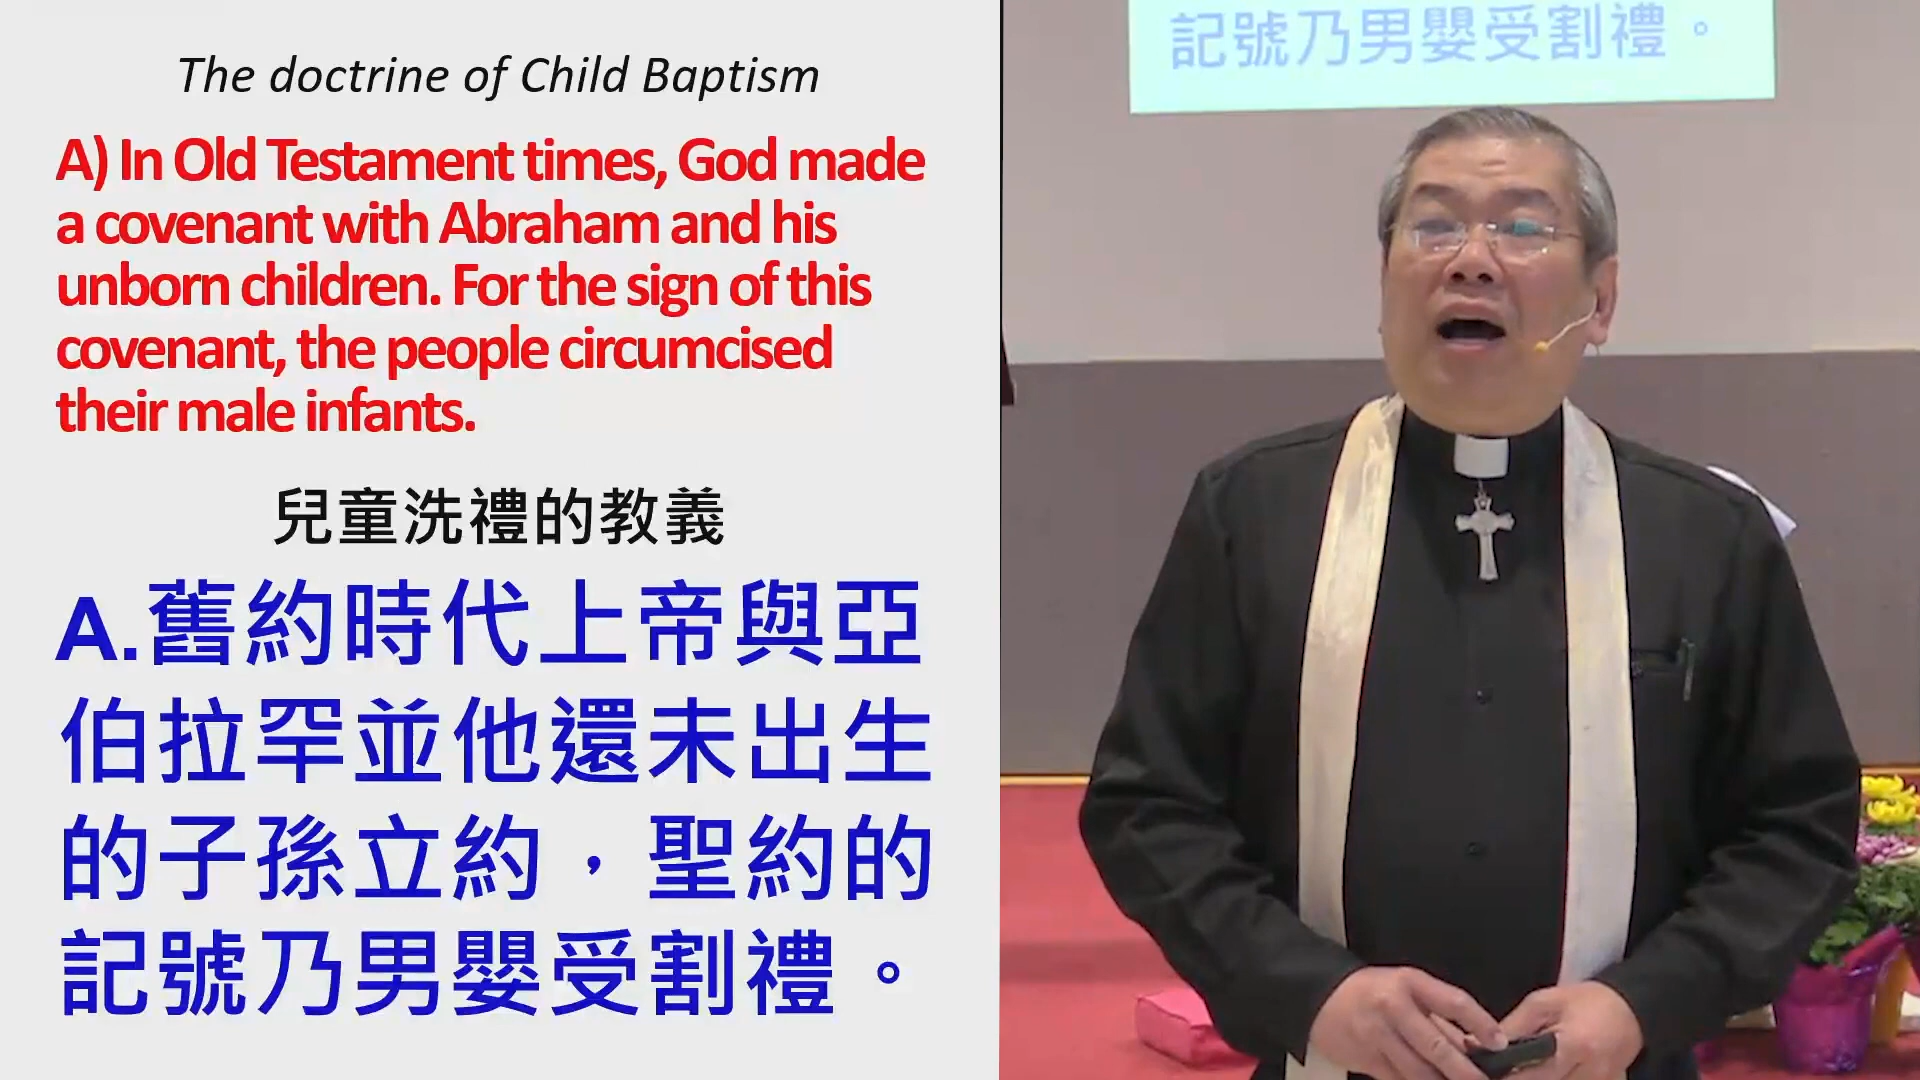 The doctrine of Child Baptism
A) In Old Testament times, God made
a covenant with Abraham and his
unborn children. For the sign of this
covenant, the people circumcised
their male infants.
兒童洗禮的教義
A.舊約時代上帝與亞
伯拉罕並他還未出生
的子孫立約，聖約的
記號乃男嬰受割禮。
記號乃男嬰受割禮。